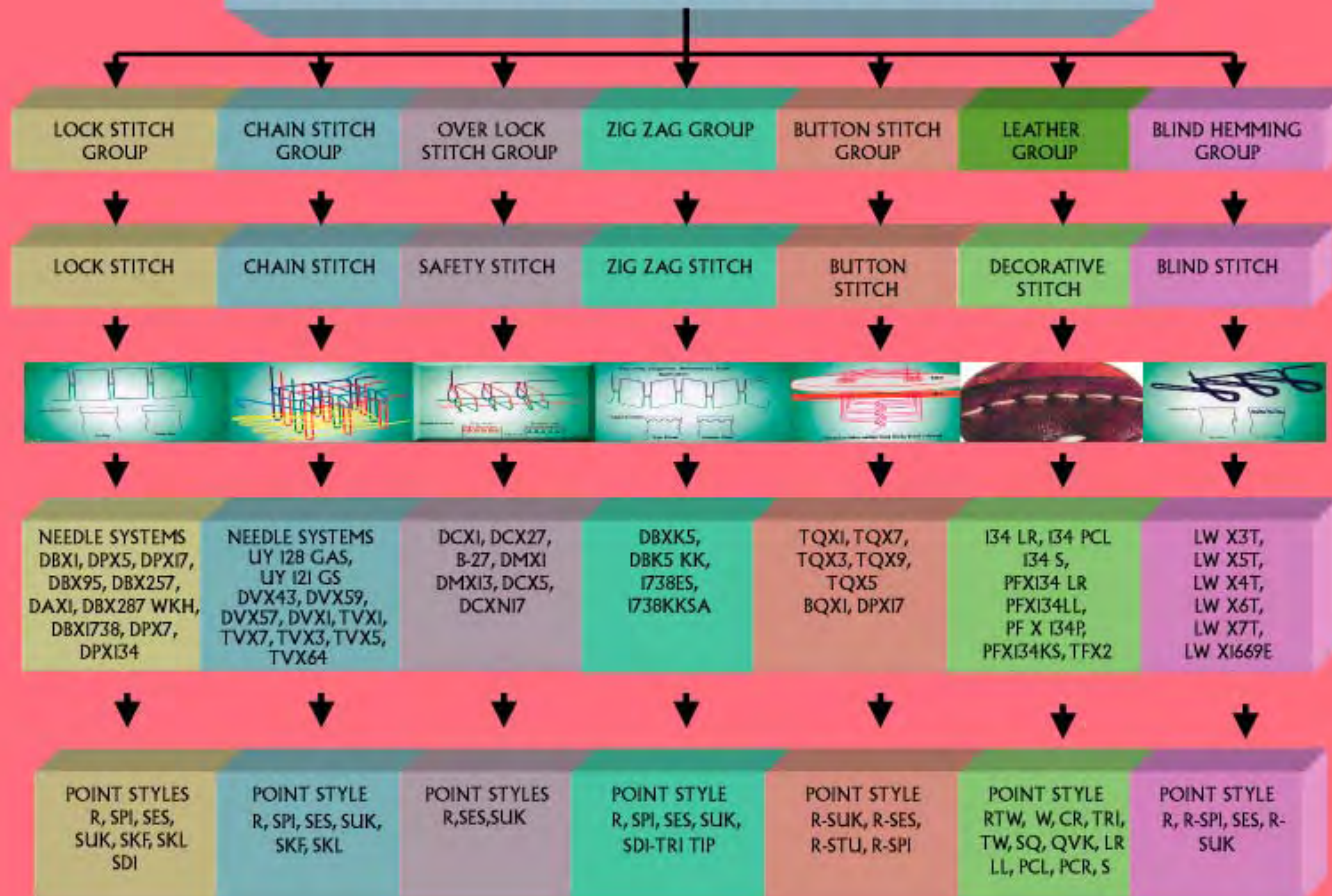 LOCK STITCH
GROUP
CHAIN STITCH
GROUP
OVER LOCK
STITCH GROUP
ZIG ZAG GROUP
BUTTON STITCH
GROUP
LEATHER
GROUP
BLIND HEMMING
GROUP
LOCK STITCH
CHAIN STITCH
SAFETY STITCH
ZIG ZAG STITCH
BUTTON
STITCH
DECORATIVE
STITCH
BLIND STITCH
NEEDLE SYSTEMS
DBX1, DPX5, DPX17,
DBX95, DBX257,
DAX1, DBX287 WKH,
DBX1738, DPX7,
DPX134
NEEDLE SYSTEMS
UY 128 GAS,
UY 121 GS
DVX43, DVX59,
DVX57, DVX1, TVX1,
TVX7, TVX3, TVX5,
TVX64
DCX1, DCX27,
B-27, DMX1
DMX13, DCX5,
DCXN17
DBXK5,
DBK5 KK,
1738ES,
1738KKSA
TQX1, TQX7,
TQX3, TQX9,
TQX5
BQX1, DPX17
134 LR, 134 PCL
134 S,
PFX134 LR
PFX134LL,
PF X 134P,
PFX134KS, TFX2
LW X3T,
LW X5T,
LW X4T,
LW X6T,
LW X7T,
LW X1669E
POINT STYLES
R, SPI, SES,
SUK, SKF, SKL
SDI
POINT STYLE
R, SPI, SES, SUK,
SKF, SKL
POINT STYLES
R,SES,SUK
POINT STYLE
R, SPI, SES, SUK,
SDI-TRI TIP
POINT STYLE
R-SUK, R-SES,
R-STU, R-SPI
POINT STYLE
RTW, W, CR, TRI,
TW, SQ, QVK, LR
LL, PCL, PCR, S
POINT STYLE
R, R-SPI, SES, R-
SUK